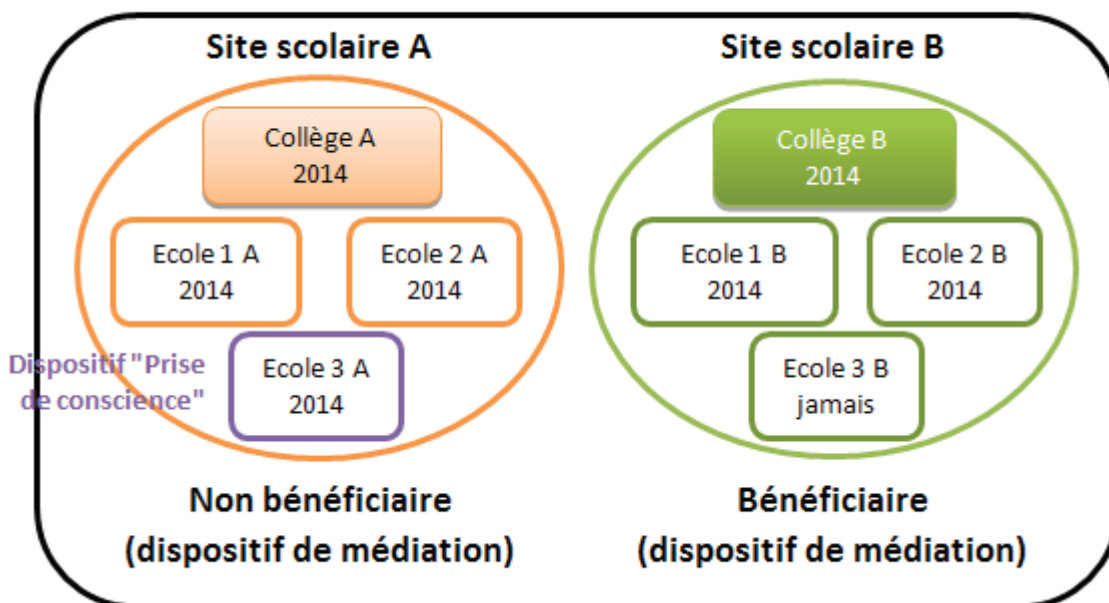 Site scolaire A
Collège A
2014
Ecole 1 A
2014
Ecole 2 A
2014
Dispositif "Prise
de conscience"
Ecole 3 A
2014
Non bénéficiaire
(dispositif de médiation)
Site scolaire B
Collège B
2014
Ecole 1 B
2014
Ecole 2 B
2014
Ecole 3 B
jamais
Bénéficiaire
(dispositif de médiation)